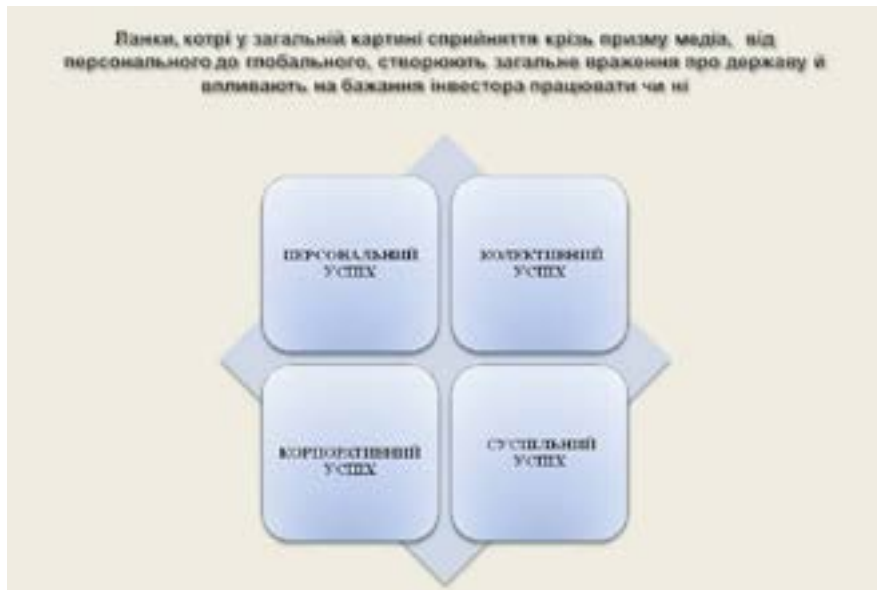 Ланки, котрі у загальній картині сприйняття крізь призму медіа, від
персонального до глобального, створюють загальне враження про державу й
впливають на бажання інвестора працювати чи ні
ПЕРСОНАЛЬНИЙ
УСПІХ
КОЛЕКТИВНИЙ
УСПІХ
КОРПОРАТИВНИЙ
УСПІХ
СУСПІЛЬНИЙ
УСПІХ